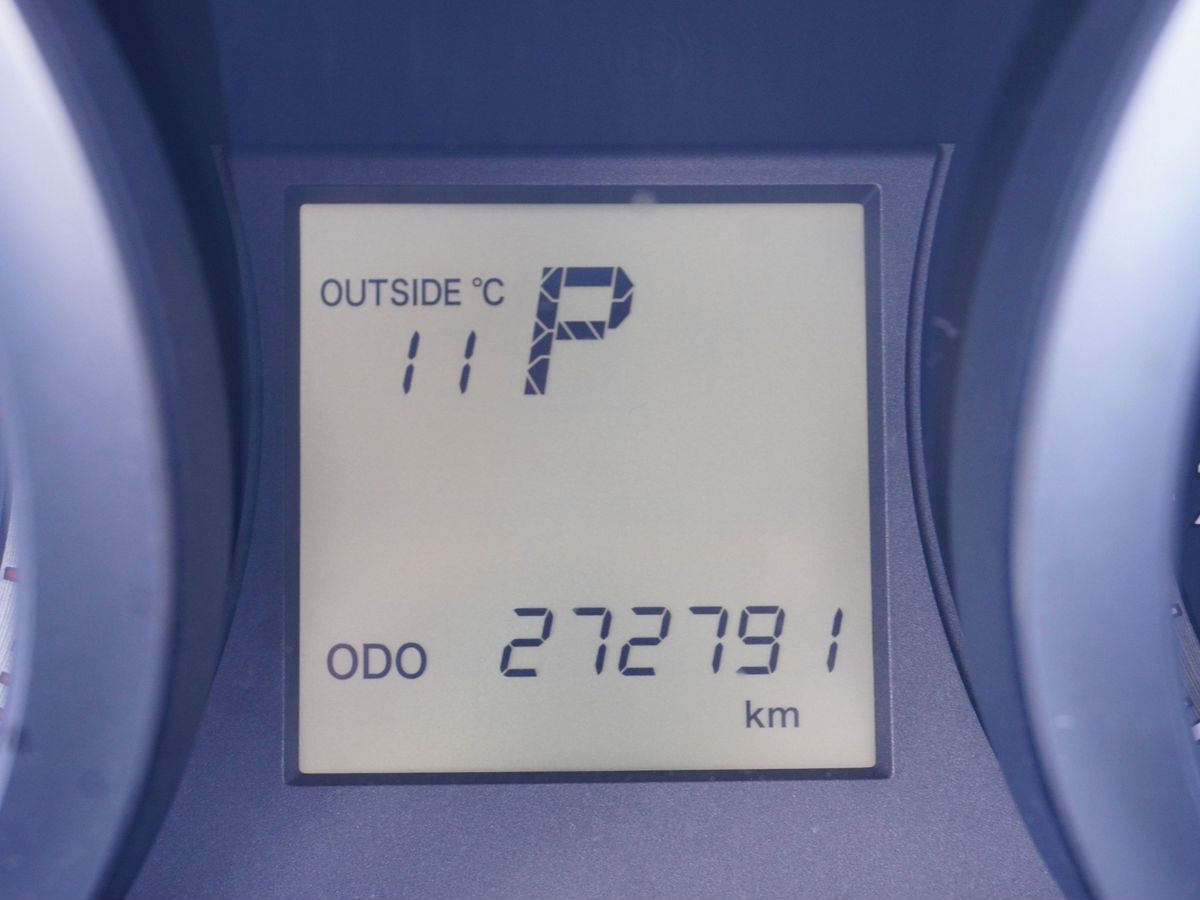 OUTSIDE °C
11 P
ODO 272791
km